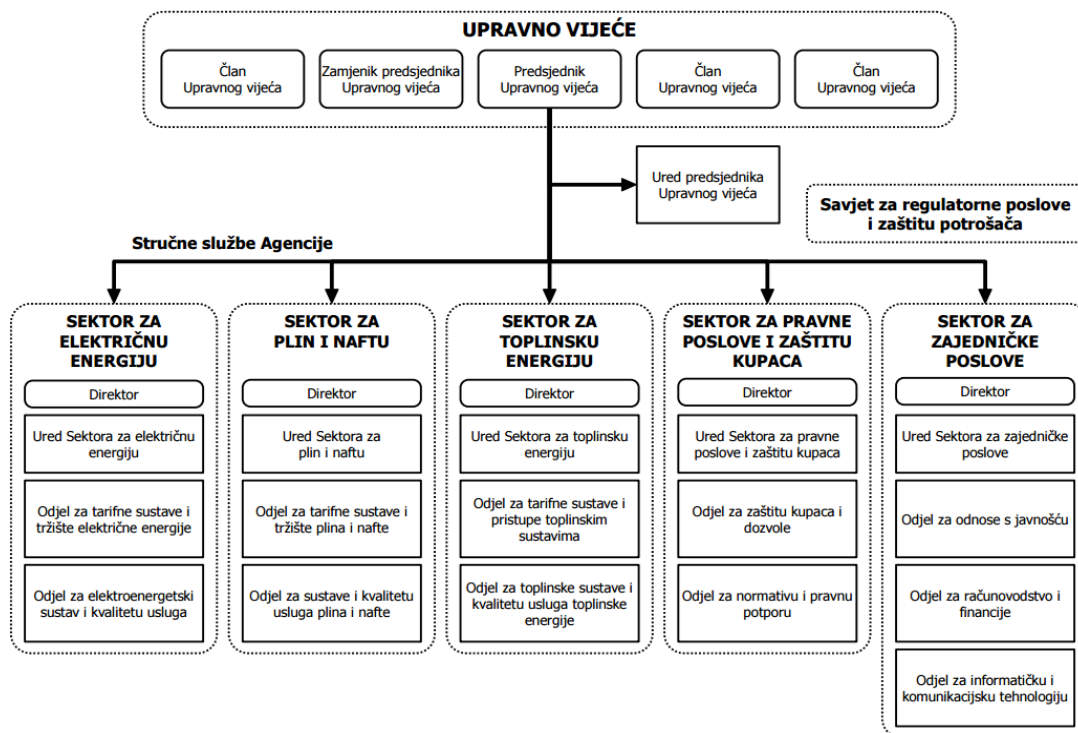 UPRAVNO VIJEĆE
Član
Upravnog vijeća
Zamjenik predsjednika
Upravnog vijeća
Predsjednik
Upravnog vijeća
Član
Upravnog vijeća
Član
Upravnog vijeća
Ured predsjednika
Upravnog vijeća
Savjet za regulatorne poslove
i zaštitu potrošača
Stručne službe Agencije
SEKTOR ZA
ELEKTRIČNU
ENERGIJU
Direktor
Ured Sektora za električnu
energiju
Odjel za tarifne sustave i
tržište električne energije
Odjel za elektroenergetski
sustav i kvalitetu usluga
SEKTOR ZA
PLIN I NAFTU
Direktor
Ured Sektora za
plin i naftu
Odjel za tarifne sustave i
tržište plina i nafte
Odjel za sustave i kvalitetu
usluga plina i nafte
SEKTOR ZA
TOPLINSKU
ENERGIJU
Direktor
Ured Sektora za toplinsku
energiju
Odjel za tarifne sustave i
pristupe toplinskim
sustavima
Odjel za toplinske sustave i
kvalitetu usluga toplinske
energije
SEKTOR ZA PRAVNE
POSLOVE I ZAŠTITU
KUPACA
Direktor
Ured Sektora za pravne
poslove i zaštitu kupaca
Odjel za zaštitu kupaca i
dozvole
Odjel za normativu i pravnu
potporu
SEKTOR ZA
ZAJEDNIČKE
POSLOVE
Direktor
Ured Sektora za zajedničke
poslove
Odjel za odnose s javnošću
Odjel za računovodstvo i
financije
Odjel za informatičku i
komunikacijsku tehnologiju